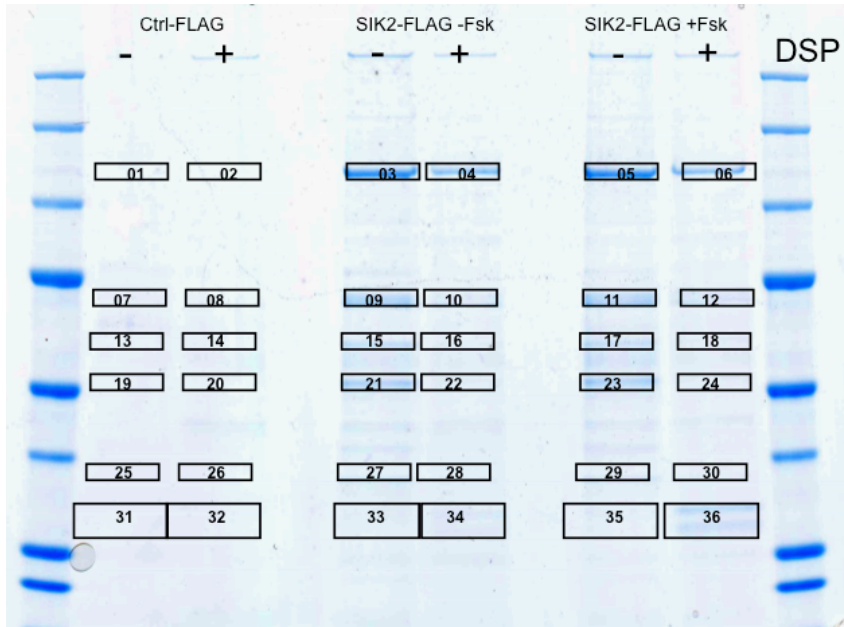 Ctrl-FLAG SIK2-FLAG -Fsk SIK2-FLAG +Fsk
- + - + - + DSP
01 02 03 04 05 06
07 08 09 10 11 12
13 14 15 16 17 18
19 20 21 22 23 24
25 26 27 28 29 30
31 32 33 34 35 36